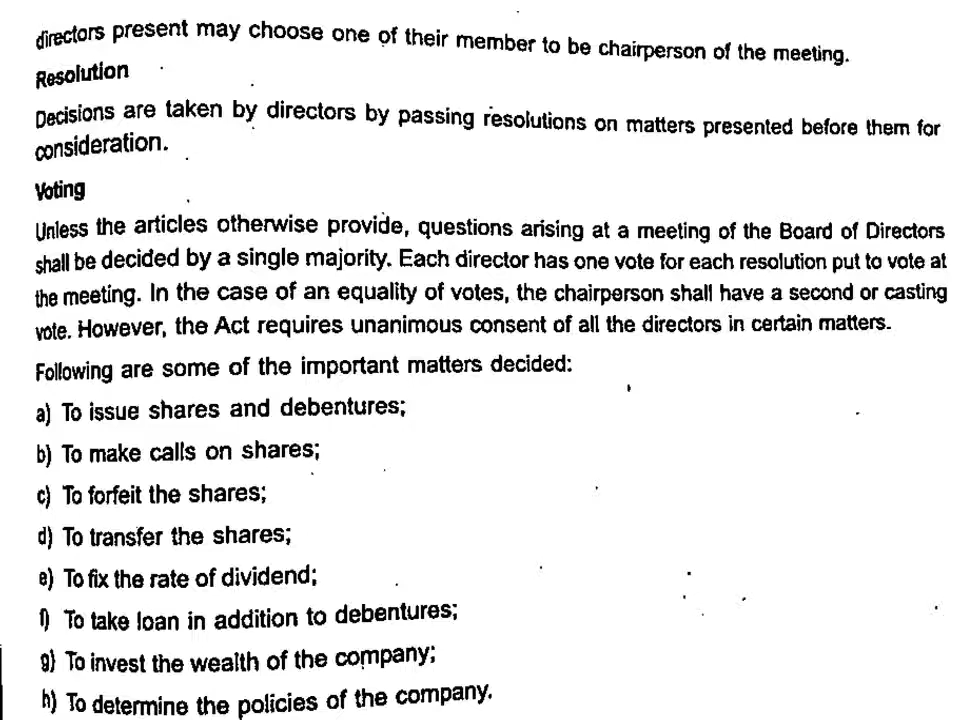 directors present may choose one of their member to be chairperson of the meeting.
Resolution
Decisions are taken by directors by passing resolutions on matters presented before them for
consideration.
Voting
Unless the articles otherwise provide, questions arising at a meeting of the Board of Directors
shall be decided by a single majority. Each director has one vote for each resolution put to vote at
the meeting. In the case of an equality of votes, the chairperson shall have a second or casting
vote. However, the Act requires unanimous consent of all the directors in certain matters.
Following are some of the important matters decided:
a) To issue shares and debentures;
b) To make calls on shares;
c) To forfeit the shares;
d) To transfer the shares;
e) To fix the rate of dividend;
f) To take loan in addition to debentures;
g) To invest the wealth of the company;
h) To determine the policies of the company.